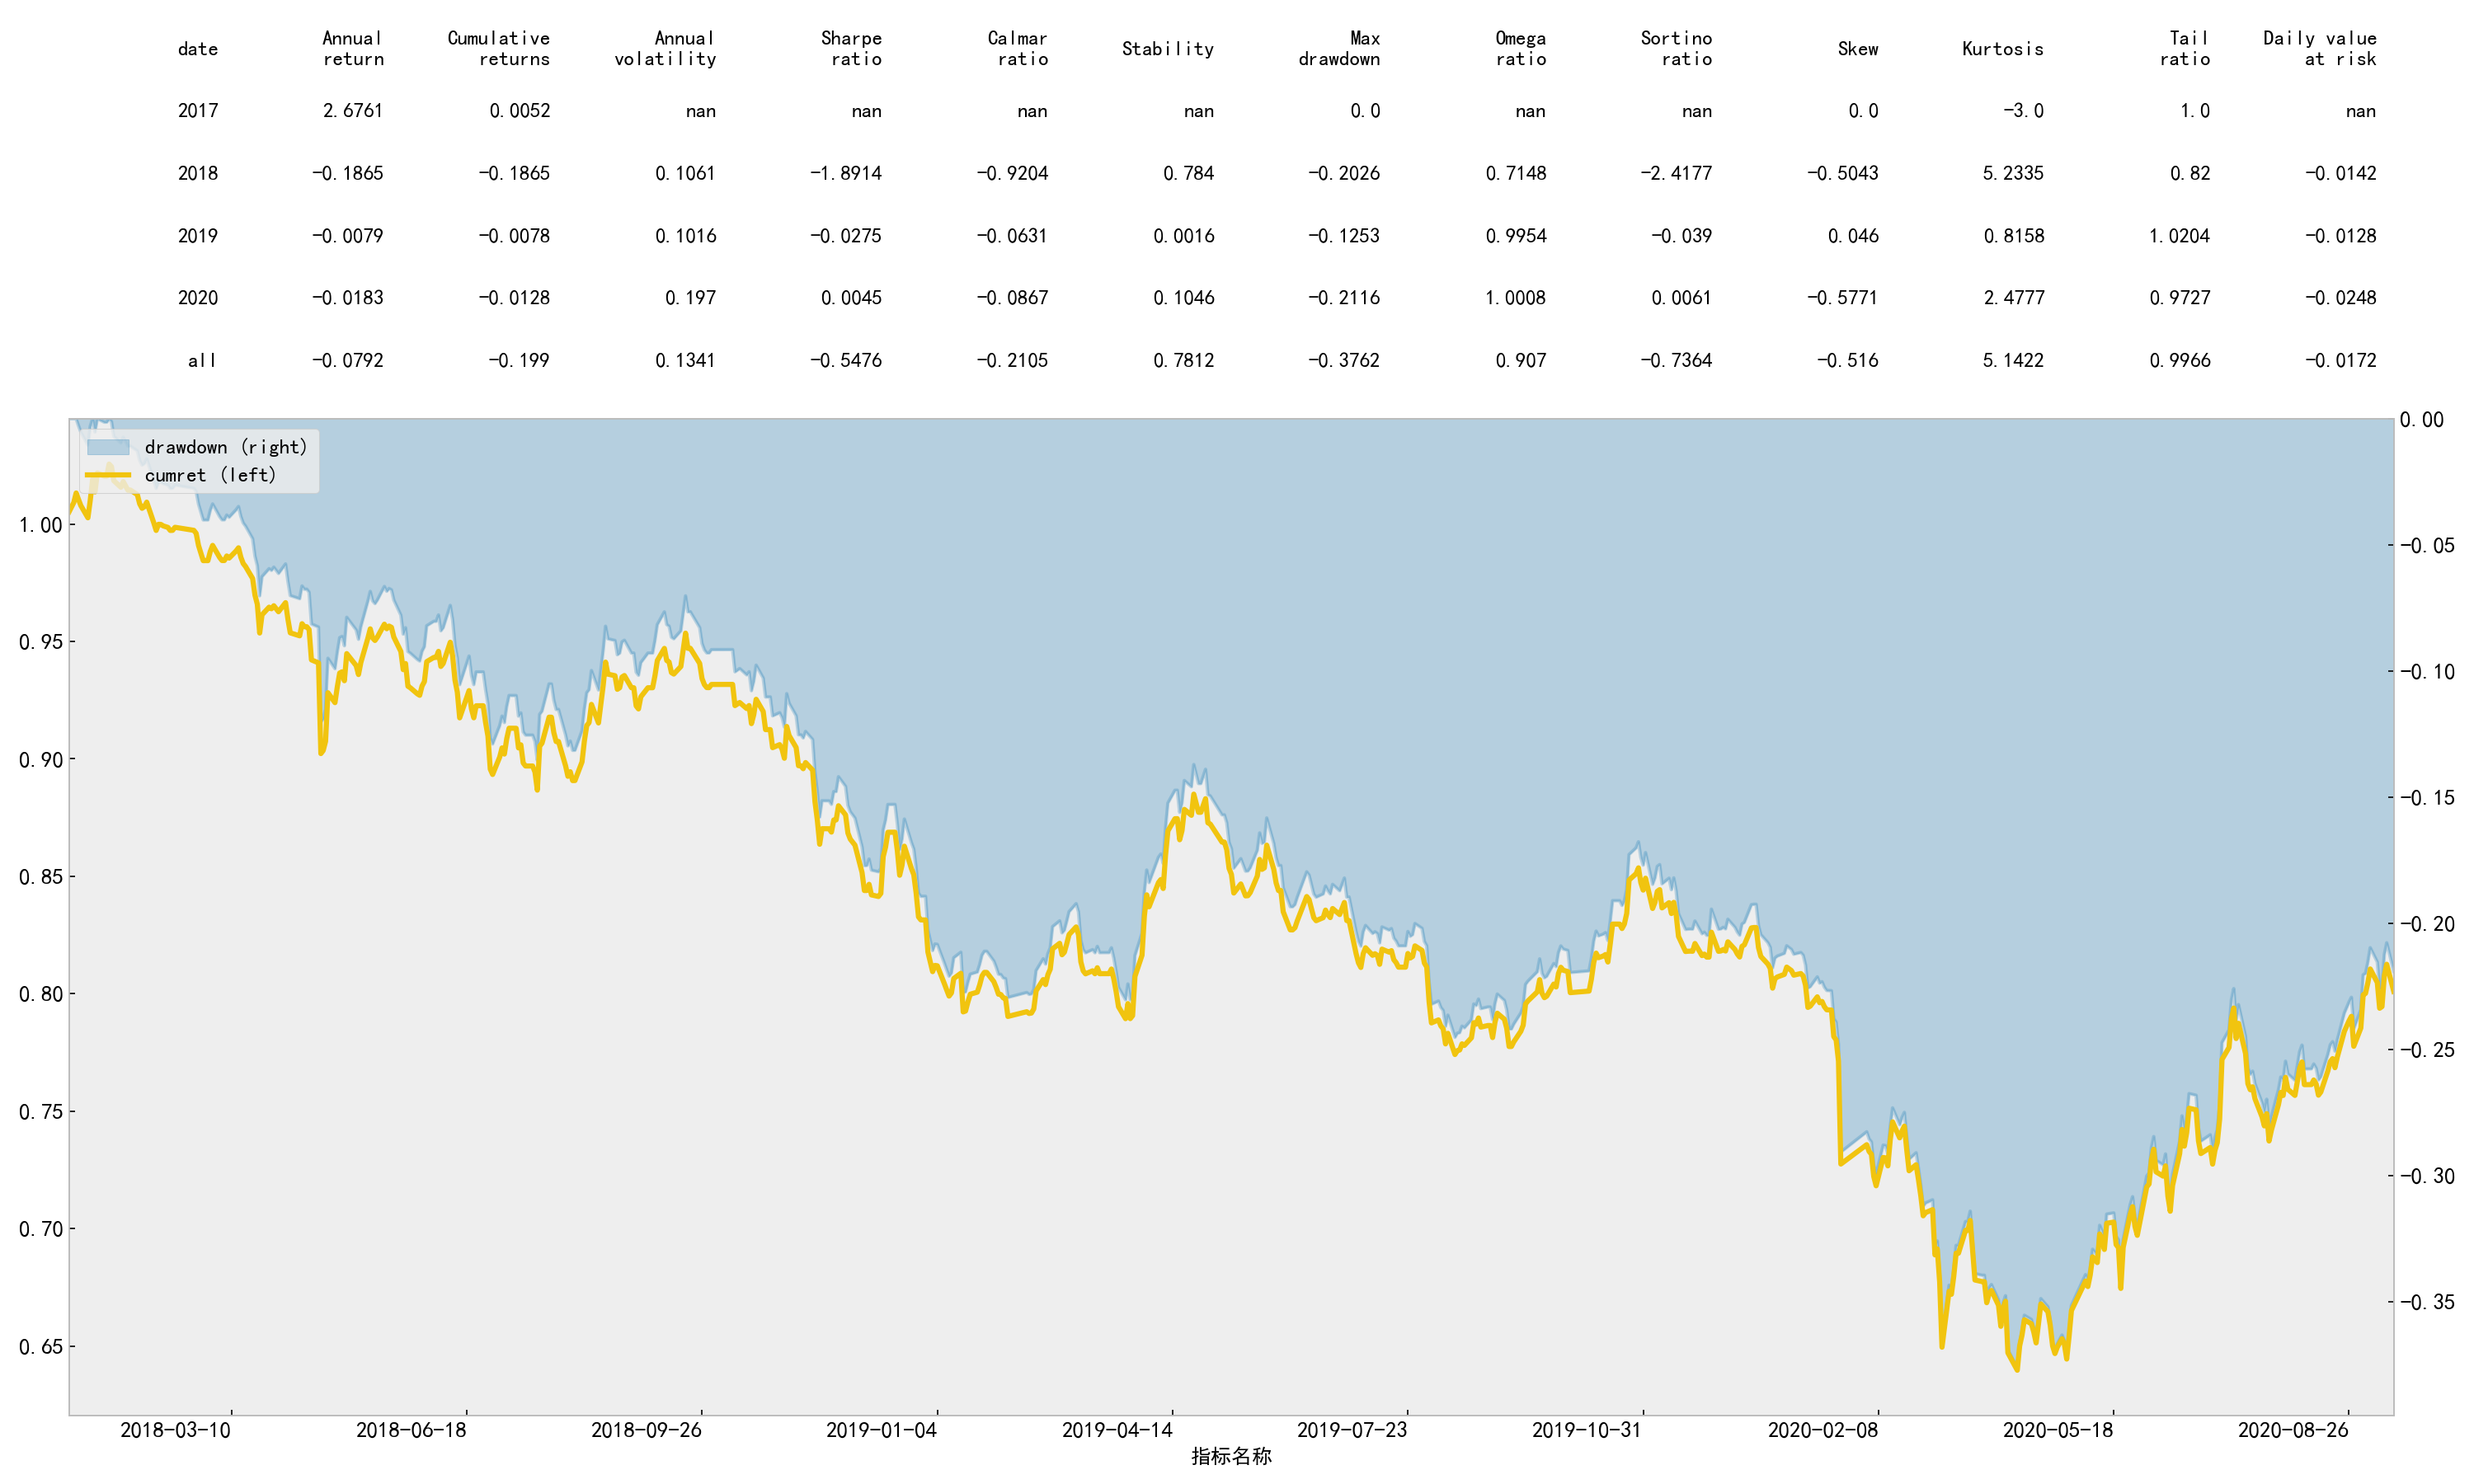 date Annual return Cumulative returns Annual volatility Sharpe ratio Calmar ratio Stability Max drawdown Omega ratio Sortino ratio Skew Kurtosis Tail ratio Daily value at risk
2017 2.6761 0.0052 nan nan nan nan 0.0 nan nan 0.0 -3.0 1.0 nan
2018 -0.1865 -0.1865 0.1061 -1.8914 -0.9204 0.784 -0.2026 0.7148 -2.4177 -0.5043 5.2335 0.82 -0.0142
2019 -0.0079 -0.0078 0.1016 -0.0275 -0.0631 0.0016 -0.1253 0.9954 -0.039 0.046 0.8158 1.0204 -0.0128
2020 -0.0183 -0.0128 0.197 0.0045 -0.0867 0.1046 -0.2116 1.0008 0.0061 -0.5771 2.4777 0.9727 -0.0248
all -0.0792 -0.199 0.1341 -0.5476 -0.2105 0.7812 -0.3762 0.907 -0.7364 -0.516 5.1422 0.9966 -0.0172
drawdown (right)
cumret (left)
1.00
0.95
0.90
0.85
0.80
0.75
0.70
0.65
0.00
-0.05
-0.10
-0.15
-0.20
-0.25
-0.30
-0.35
2018-03-10 2018-06-18 2018-09-26 2019-01-04 2019-04-14 2019-07-23 2019-10-31 2020-02-08 2020-05-18 2020-08-26
指标名称